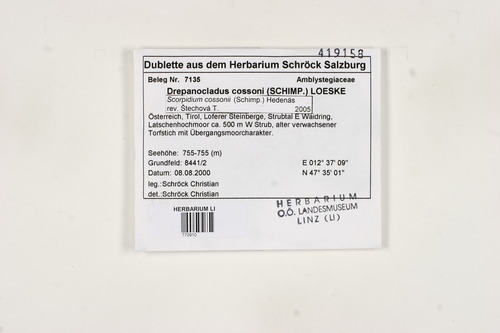 419158
Dublette aus dem Herbarium Schröck Salzburg
Beleg Nr. 7135 Amblystegiaceae
Drepanocladus cossoni (SCHIMP.) LOESKE
Scorpidium cossonii (Schimp.) Hedenäs
rev. Štechová T. 2005
Österreich, Tirol, Loferer Steinberge, Strubtal E Waidring,
Latschenhochmoor ca. 500 m W Strub, alter verwachsener
Torfstich mit Übergangsmoorcharakter.
Seehöhe: 755-755 (m)
Grundfeld: 8441/2 E 012° 37' 09"
Datum: 08.08.2000 N 47° 35' 01"
leg.:Schröck Christian
det.:Schröck Christian
HERBARIUM LI
770910
HERBARIUM
O.Ö. LANDESMUSEUM
LINZ (LI)